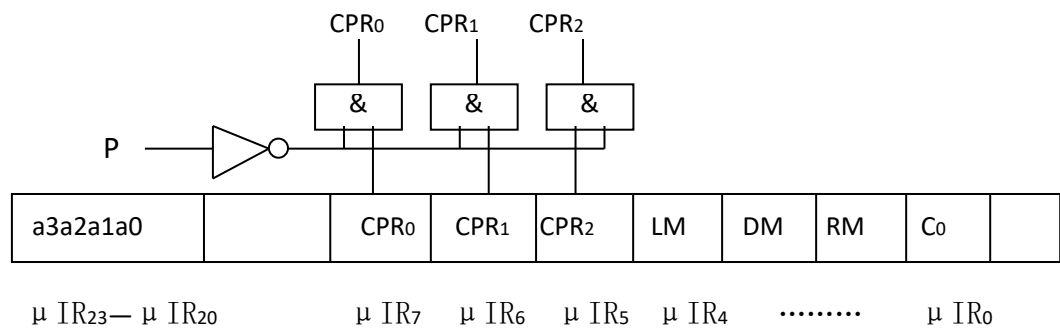 CPR₀ CPR₁ CPR₂
& & &
P
a3a2a1a0 CPR₀ CPR₁ CPR₂ LM DM RM C₀
μ IR₂₃— μ IR₂₀ μ IR₇ μ IR₆ μ IR₅ μ IR₄ ········· μ IR₀